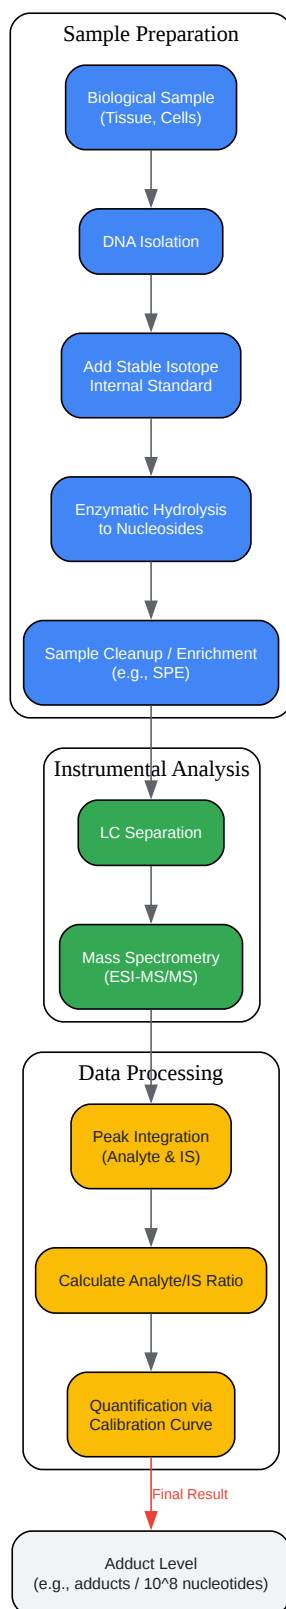 Sample Preparation
Biological Sample
(Tissue, Cells)
DNA Isolation
Add Stable Isotope
Internal Standard
Enzymatic Hydrolysis
to Nucleosides
Sample Cleanup / Enrichment
(e.g., SPE)
Instrumental Analysis
LC Separation
Mass Spectrometry
(ESI-MS/MS)
Data Processing
Peak Integration
(Analyte & IS)
Calculate Analyte/IS Ratio
Quantification via
Calibration Curve
Final Result
Adduct Level
(e.g., adducts / 10^8 nucleotides)